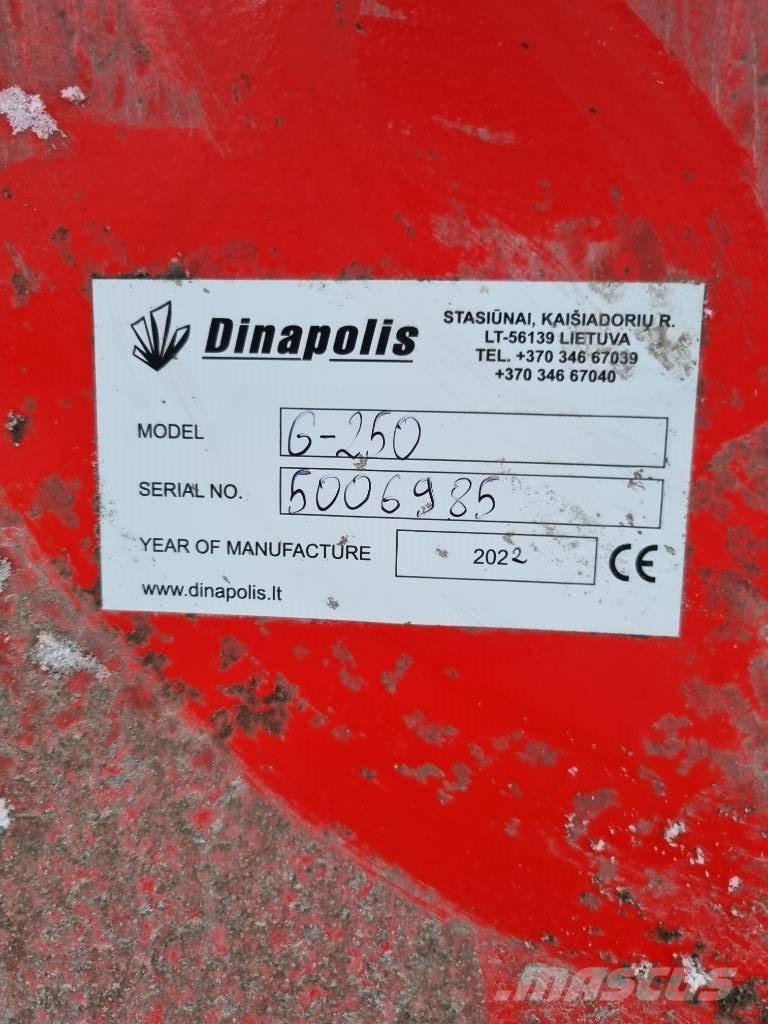 Dinapolis
STASIŪNAI, KAIŠIADORIŲ R.
LT-56139 LIETUVA
TEL. +370 346 67039
+370 346 67040
MODEL G-250
SERIAL NO. 5006985
YEAR OF MANUFACTURE 2022 CE
www.dinapolis.lt
MASCUS